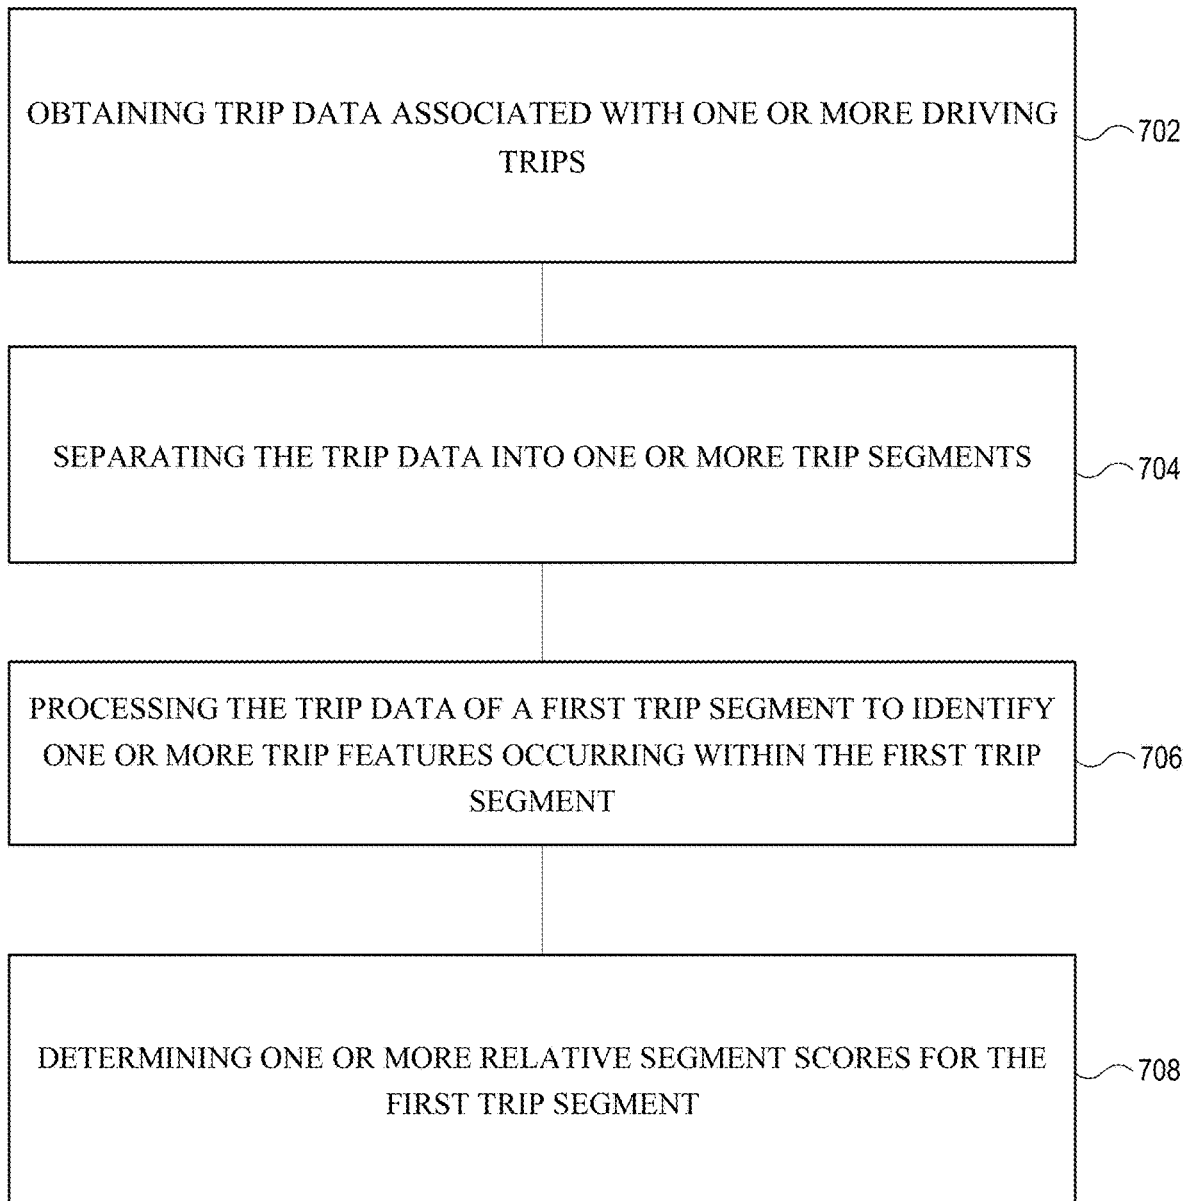 OBTAINING TRIP DATA ASSOCIATED WITH ONE OR MORE DRIVING
TRIPS
702
SEPARATING THE TRIP DATA INTO ONE OR MORE TRIP SEGMENTS
704
PROCESSING THE TRIP DATA OF A FIRST TRIP SEGMENT TO IDENTIFY
ONE OR MORE TRIP FEATURES OCCURRING WITHIN THE FIRST TRIP
SEGMENT
706
DETERMINING ONE OR MORE RELATIVE SEGMENT SCORES FOR THE
FIRST TRIP SEGMENT
708